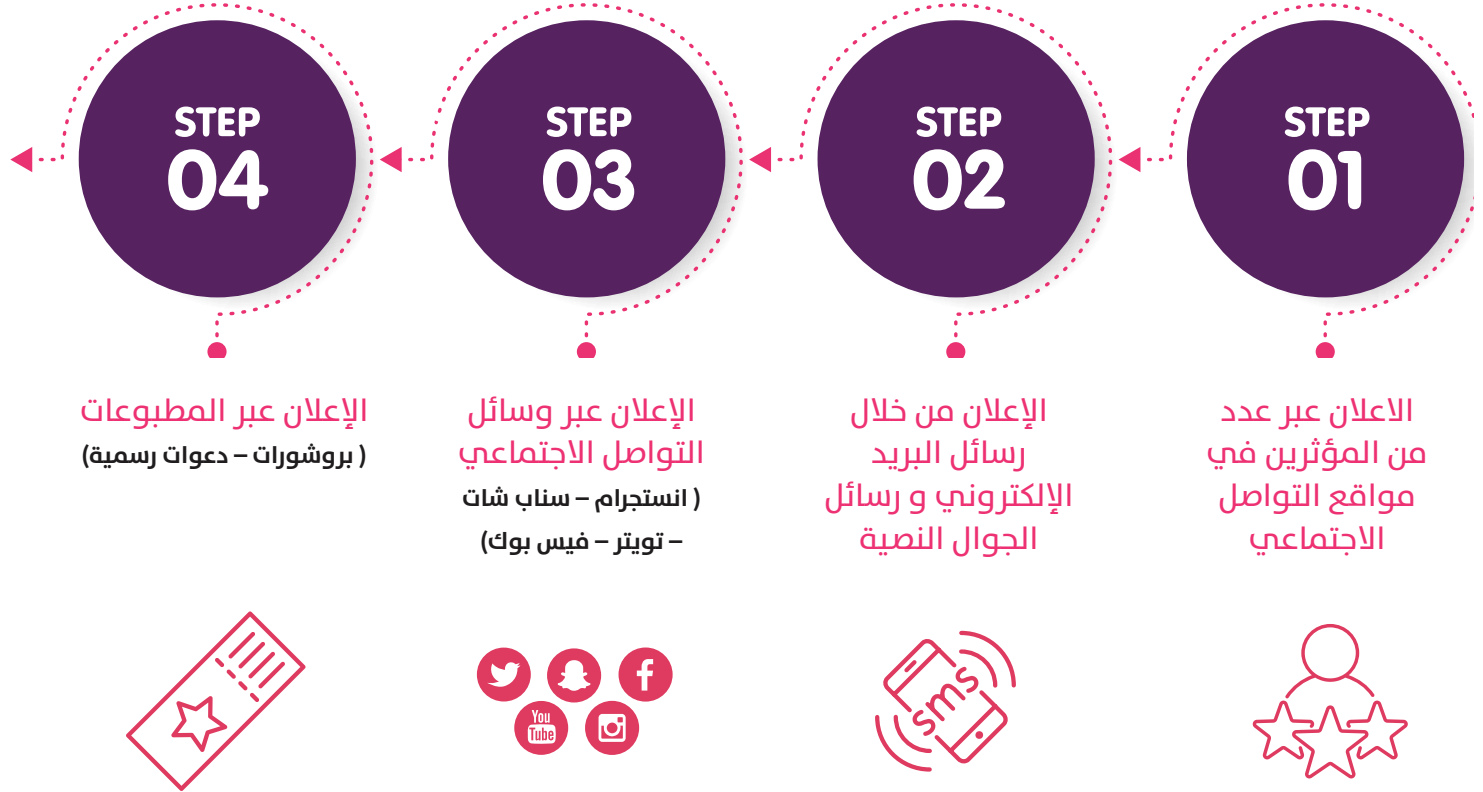 STEP
01
الاعلان عبر عدد
من المؤثرين في
مواقع التواصل
الاجتماعي
STEP
02
الإعلان من خلال
رسائل البريد
الإلكتروني و رسائل
الجوال النصية
sms
STEP
03
الإعلان عبر وسائل
التواصل الاجتماعي
( انستجرام – سناب شات
– تويتر – فيس بوك)
You
Tube
STEP
04
الإعلان عبر المطبوعات
( بروشورات – دعوات رسمية)